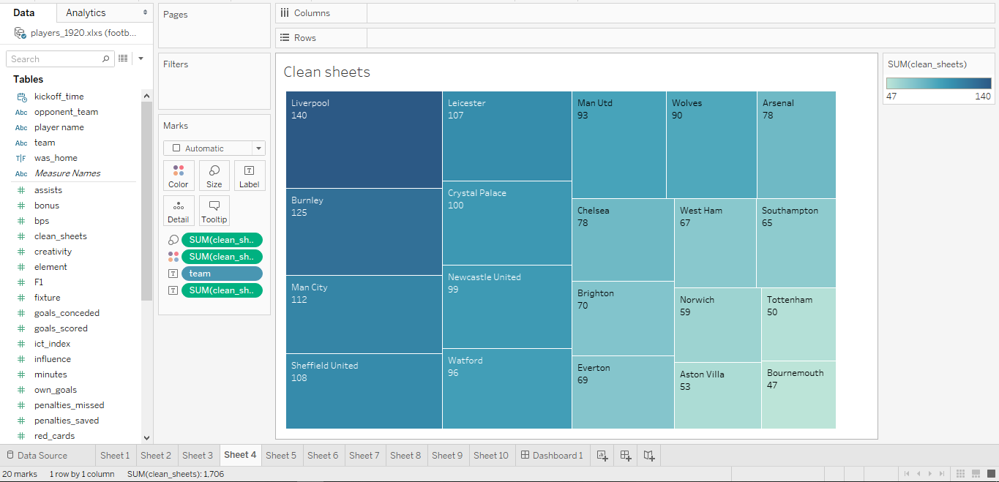 Data
Analytics
players_1920.xlxs (footb...
Search
Tables
kickoff_time
Abc opponent_team
Abc player name
Abc team
T|F was_home
Abc Measure Names
assists
bonus
bps
clean_sheets
creativity
element
F1
fixture
goals_conceded
goals_scored
ict_index
influence
minutes
own_goals
penalties_missed
penalties_saved
red_cards
Pages
Filters
Marks
Automatic
Color
Size
T
Label
Detail
Tooltip
SUM(clean_sh..
SUM(clean_sh..
T team
T SUM(clean_sh..
Columns
Rows
Clean sheets
Liverpool
140
Burnley
125
Man City
112
Sheffield United
108
Leicester
107
Crystal Palace
100
Newcastle United
99
Watford
96
Man Utd
93
Wolves
90
Arsenal
78
Chelsea
78
Brighton
70
Everton
69
West Ham
67
Southampton
65
Norwich
59
Aston Villa
53
Tottenham
50
Bournemouth
47
SUM(clean_sheets)
47 140
Data Source
Sheet 1
Sheet 2
Sheet 3
Sheet 4
Sheet 5
Sheet 6
Sheet 7
Sheet 8
Sheet 9
Sheet 10
Dashboard 1
20 marks 1 row by 1 column SUM(clean_sheets): 1,706